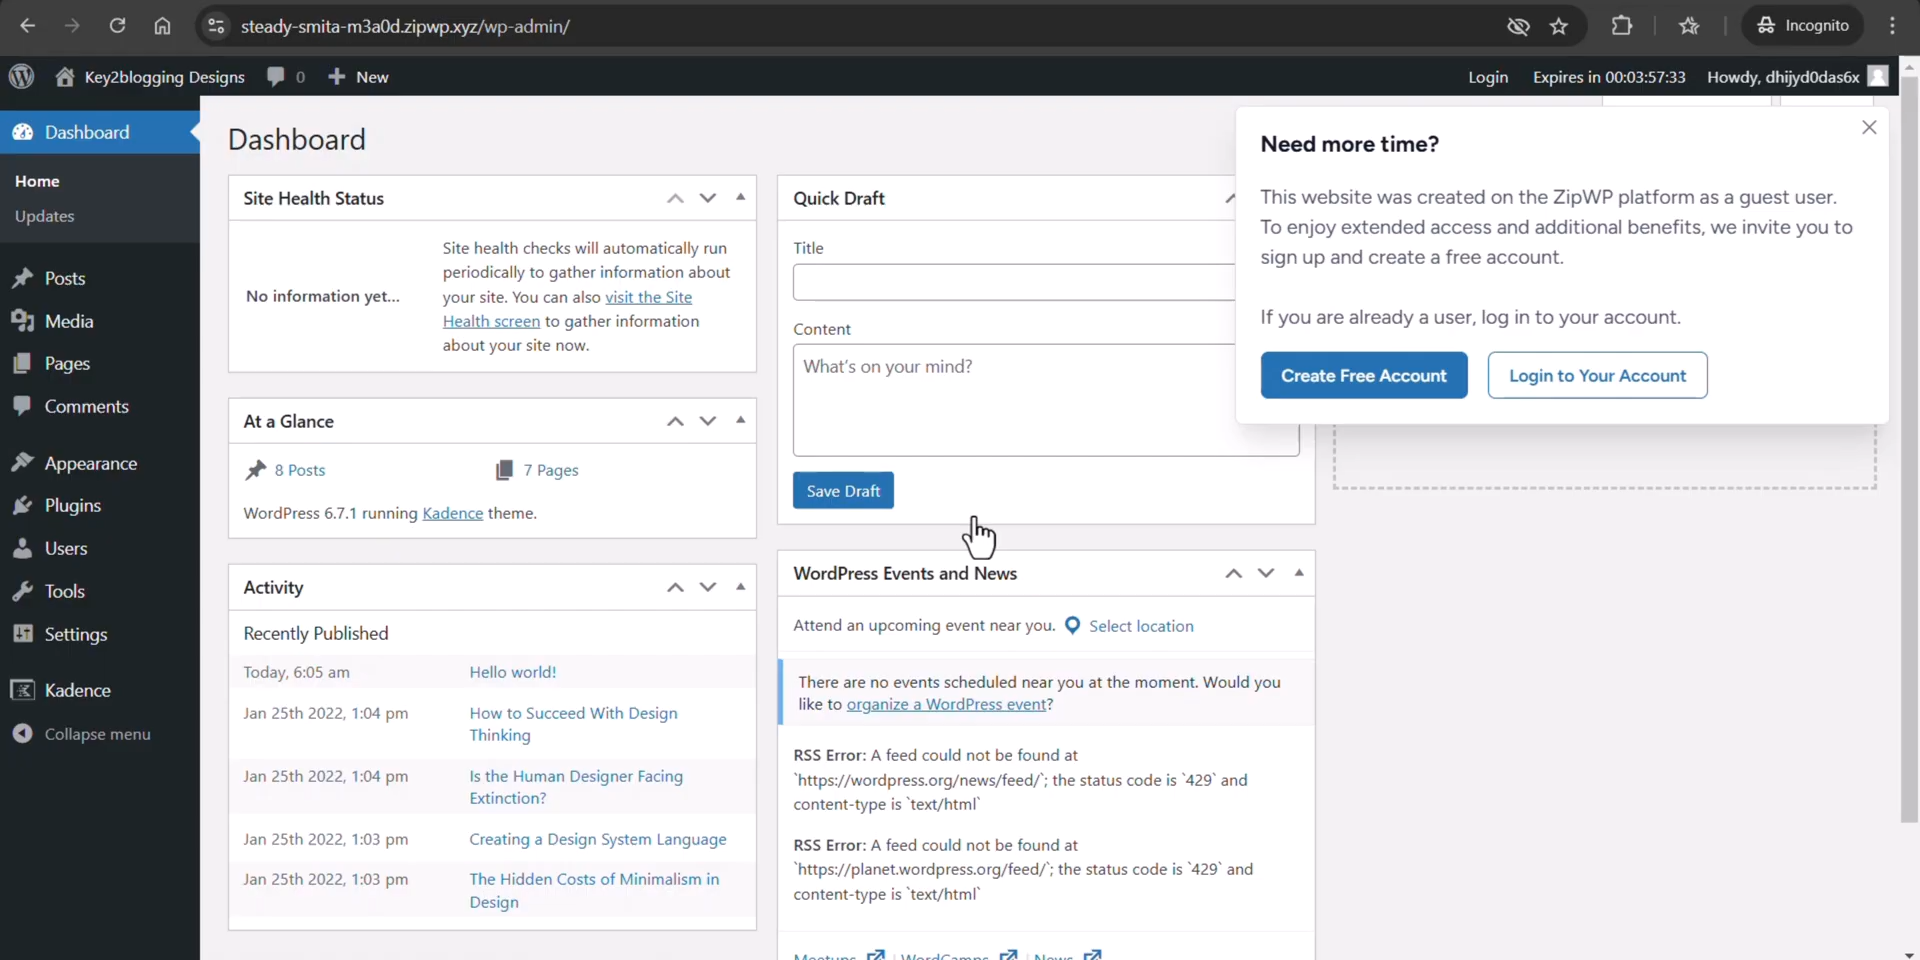 steady-smita-m3a0d.zipwp.xyz/wp-admin/
Incognito
Key2blogging Designs
0
New
Login
Expires in 00:03:57:33
Howdy, dhijyd0das6x
Dashboard
Home
Updates
Posts
Media
Pages
Comments
Appearance
Plugins
Users
Tools
Settings
Kadence
Collapse menu
Dashboard
Site Health Status
No information yet...
Site health checks will automatically run
periodically to gather information about
your site. You can also visit the Site
Health screen to gather information
about your site now.
At a Glance
8 Posts
7 Pages
WordPress 6.7.1 running Kadence theme.
Activity
Recently Published
Today, 6:05 am
Hello world!
Jan 25th 2022, 1:04 pm
How to Succeed With Design
Thinking
Jan 25th 2022, 1:04 pm
Is the Human Designer Facing
Extinction?
Jan 25th 2022, 1:03 pm
Creating a Design System Language
Jan 25th 2022, 1:03 pm
The Hidden Costs of Minimalism in
Design
Quick Draft
Title
Content
What's on your mind?
Save Draft
WordPress Events and News
Attend an upcoming event near you.
Select location
There are no events scheduled near you at the moment. Would you
like to organize a WordPress event?
RSS Error: A feed could not be found at
`https://wordpress.org/news/feed/`; the status code is `429` and
content-type is `text/html`
RSS Error: A feed could not be found at
`https://planet.wordpress.org/feed/`; the status code is `429` and
content-type is `text/html`
Meetups | WordCamps | News
Need more time?
This website was created on the ZipWP platform as a guest user.
To enjoy extended access and additional benefits, we invite you to
sign up and create a free account.
If you are already a user, log in to your account.
Create Free Account
Login to Your Account